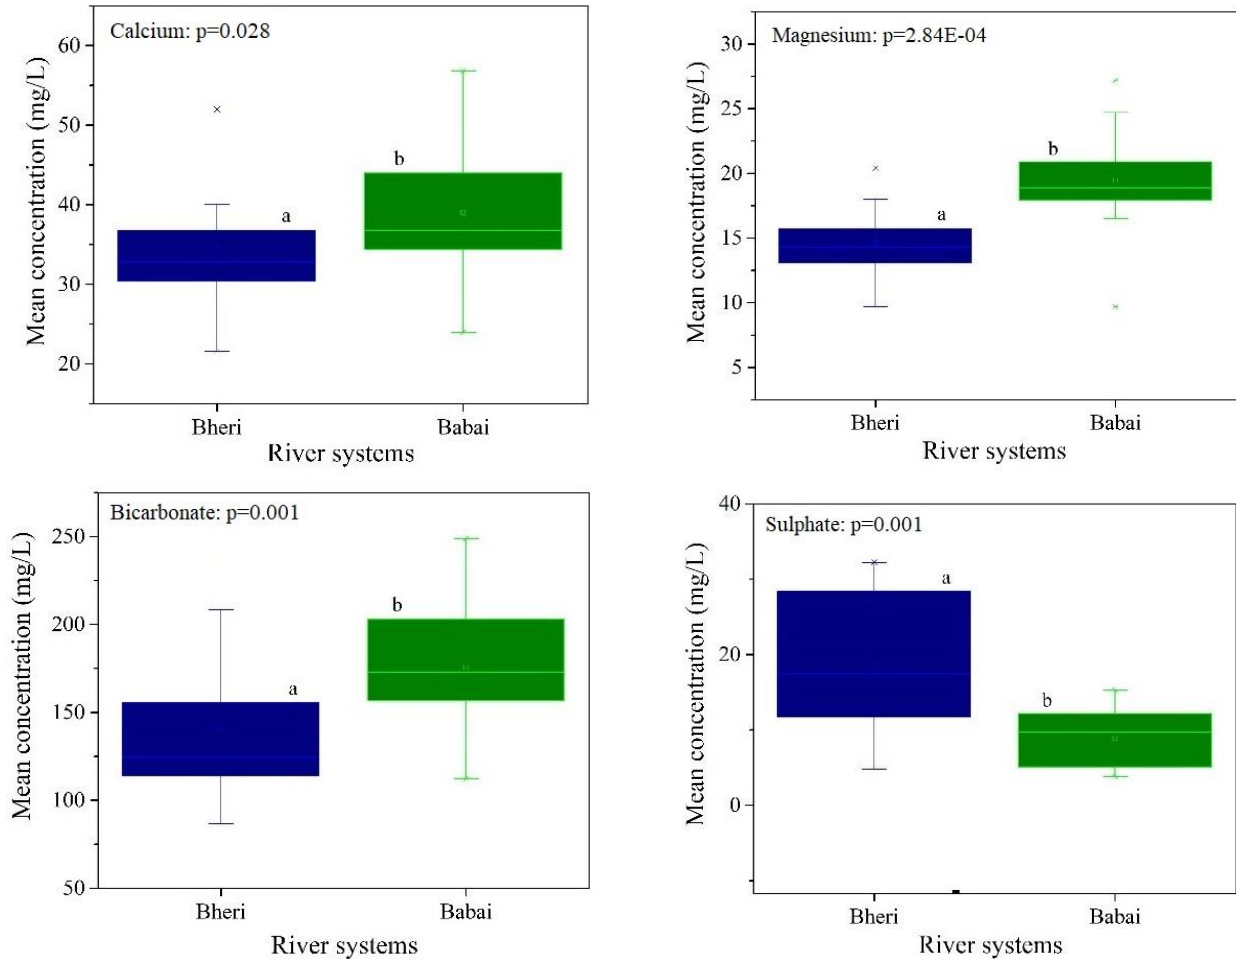 Calcium: p=0.028
60
50
40
30
20
Mean concentration (mg/L)
a
b
Bheri
Babai
River systems
Magnesium: p=2.84E-04
30
25
20
15
10
5
Mean concentration (mg/L)
a
b
Bheri
Babai
River systems
Bicarbonate: p=0.001
250
200
150
100
50
Mean concentration (mg/L)
a
b
Bheri
Babai
River systems
Sulphate: p=0.001
40
20
0
Mean concentration (mg/L)
a
b
Bheri
Babai
River systems